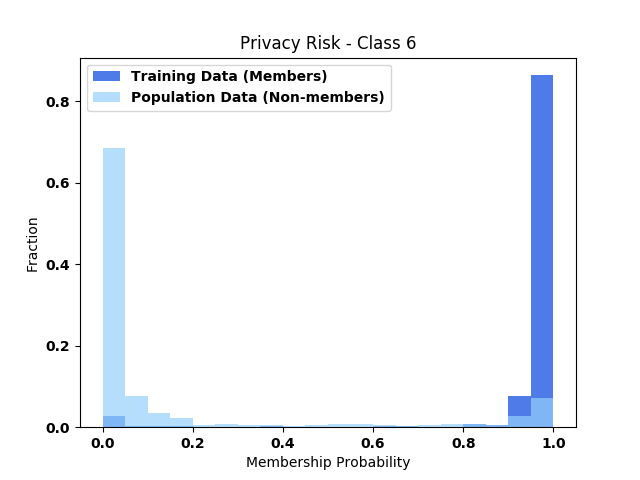 Privacy Risk - Class 6
Training Data (Members)
Population Data (Non-members)
Fraction
0.8
0.6
0.4
0.2
0.0
0.0 0.2 0.4 0.6 0.8 1.0
Membership Probability